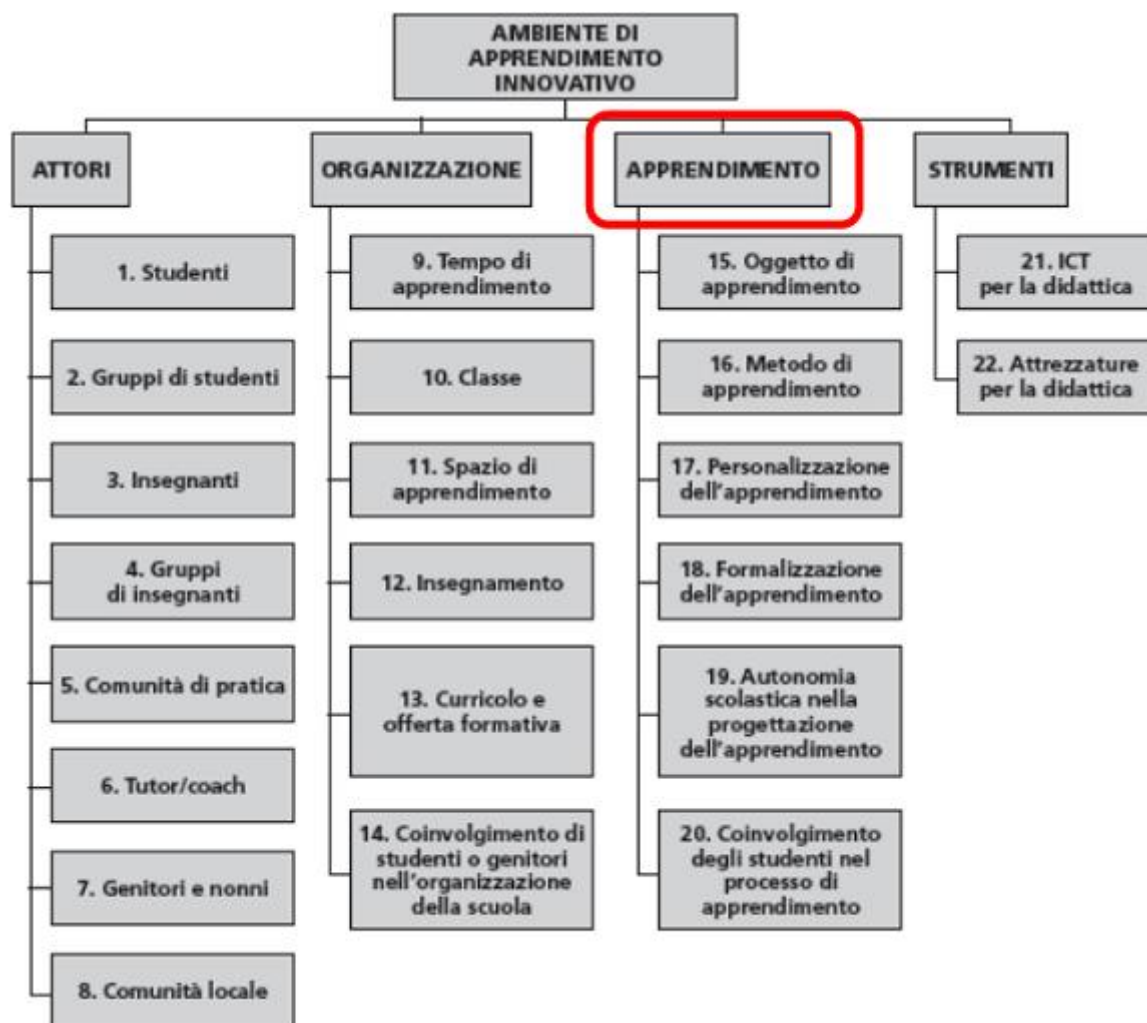 AMBIENTE DI
APPRENDIMENTO
INNOVATIVO
ATTORI
1. Studenti
2. Gruppi di studenti
3. Insegnanti
4. Gruppi
di insegnanti
5. Comunità di pratica
6. Tutor/coach
7. Genitori e nonni
8. Comunità locale
ORGANIZZAZIONE
9. Tempo di
apprendimento
10. Classe
11. Spazio di
apprendimento
12. Insegnamento
13. Curricolo e
offerta formativa
14. Coinvolgimento di
studenti o genitori
nell'organizzazione
della scuola
APPRENDIMENTO
15. Oggetto di
apprendimento
16. Metodo di
apprendimento
17. Personalizzazione
dell'apprendimento
18. Formalizzazione
dell'apprendimento
19. Autonomia
scolastica nella
progettazione
dell'apprendimento
20. Coinvolgimento
degli studenti nel
processo di
apprendimento
STRUMENTI
21. ICT
per la didattica
22. Attrezzature
per la didattica